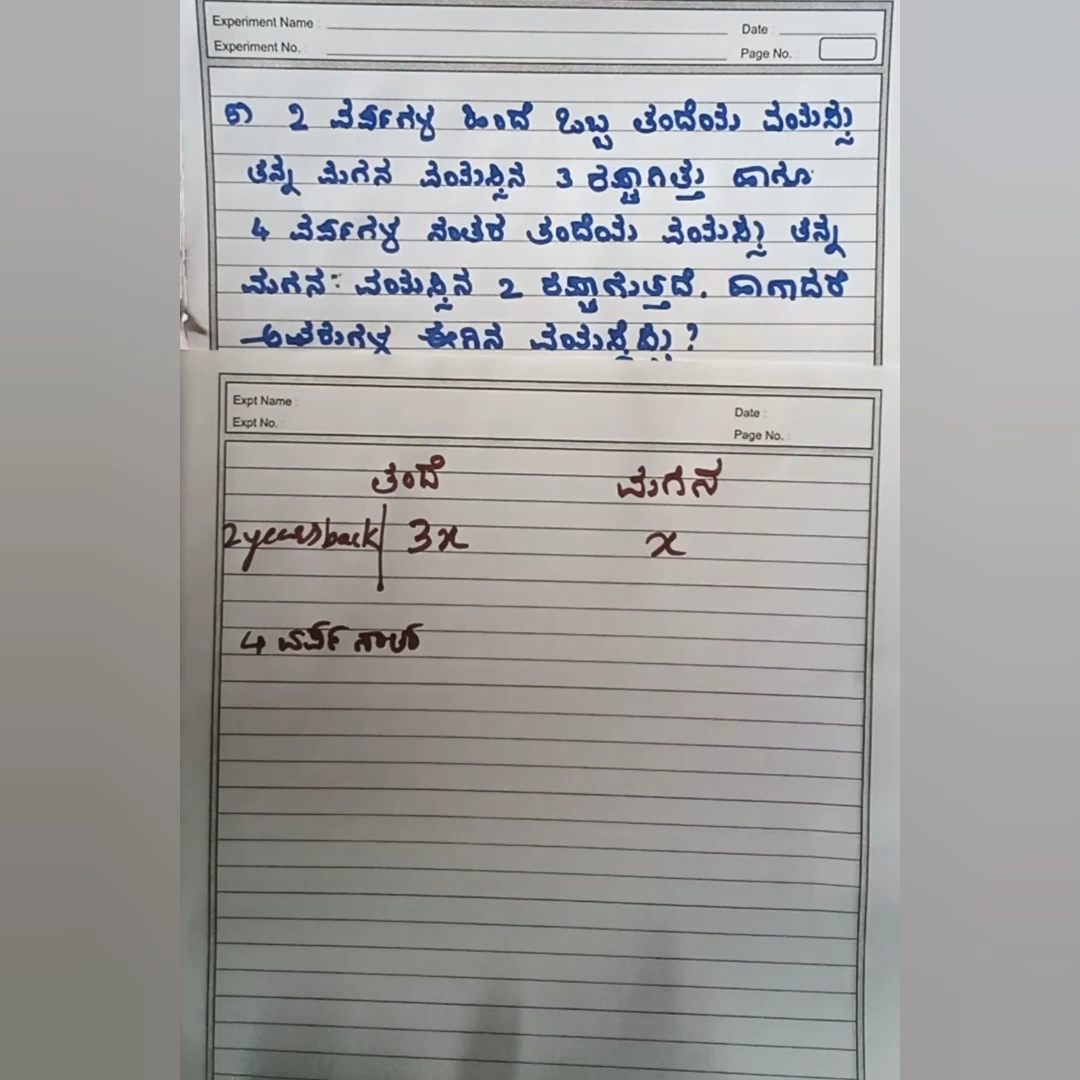 Experiment Name :
Date :
Experiment No. :
Page No. :
೯) 2 ವರ್ಷಗಳ ಹಿಂದೆ ಒಬ್ಬ ತಂದೆಯ ವಯಸ್ಸು
ತನ್ನ ಮಗನ ವಯಸ್ಸಿನ 3 ರಷ್ಟಾಗಿತ್ತು ಹಾಗೂ
4 ವರ್ಷಗಳ ನಂತರ ತಂದೆಯ ವಯಸ್ಸು ತನ್ನ
ಮಗನ ವಯಸ್ಸಿನ 2 ರಷ್ಟಾಗುತ್ತದೆ. ಹಾಗಾದರೆ
ಅವರುಗಳ ಈಗಿನ ವಯಸ್ಸೆಷ್ಟು?
Expt Name :
Date :
Expt No. :
Page No. :
ತಂದೆ ಮಗನ
2 years back 3x x
4 ವರ್ಷ